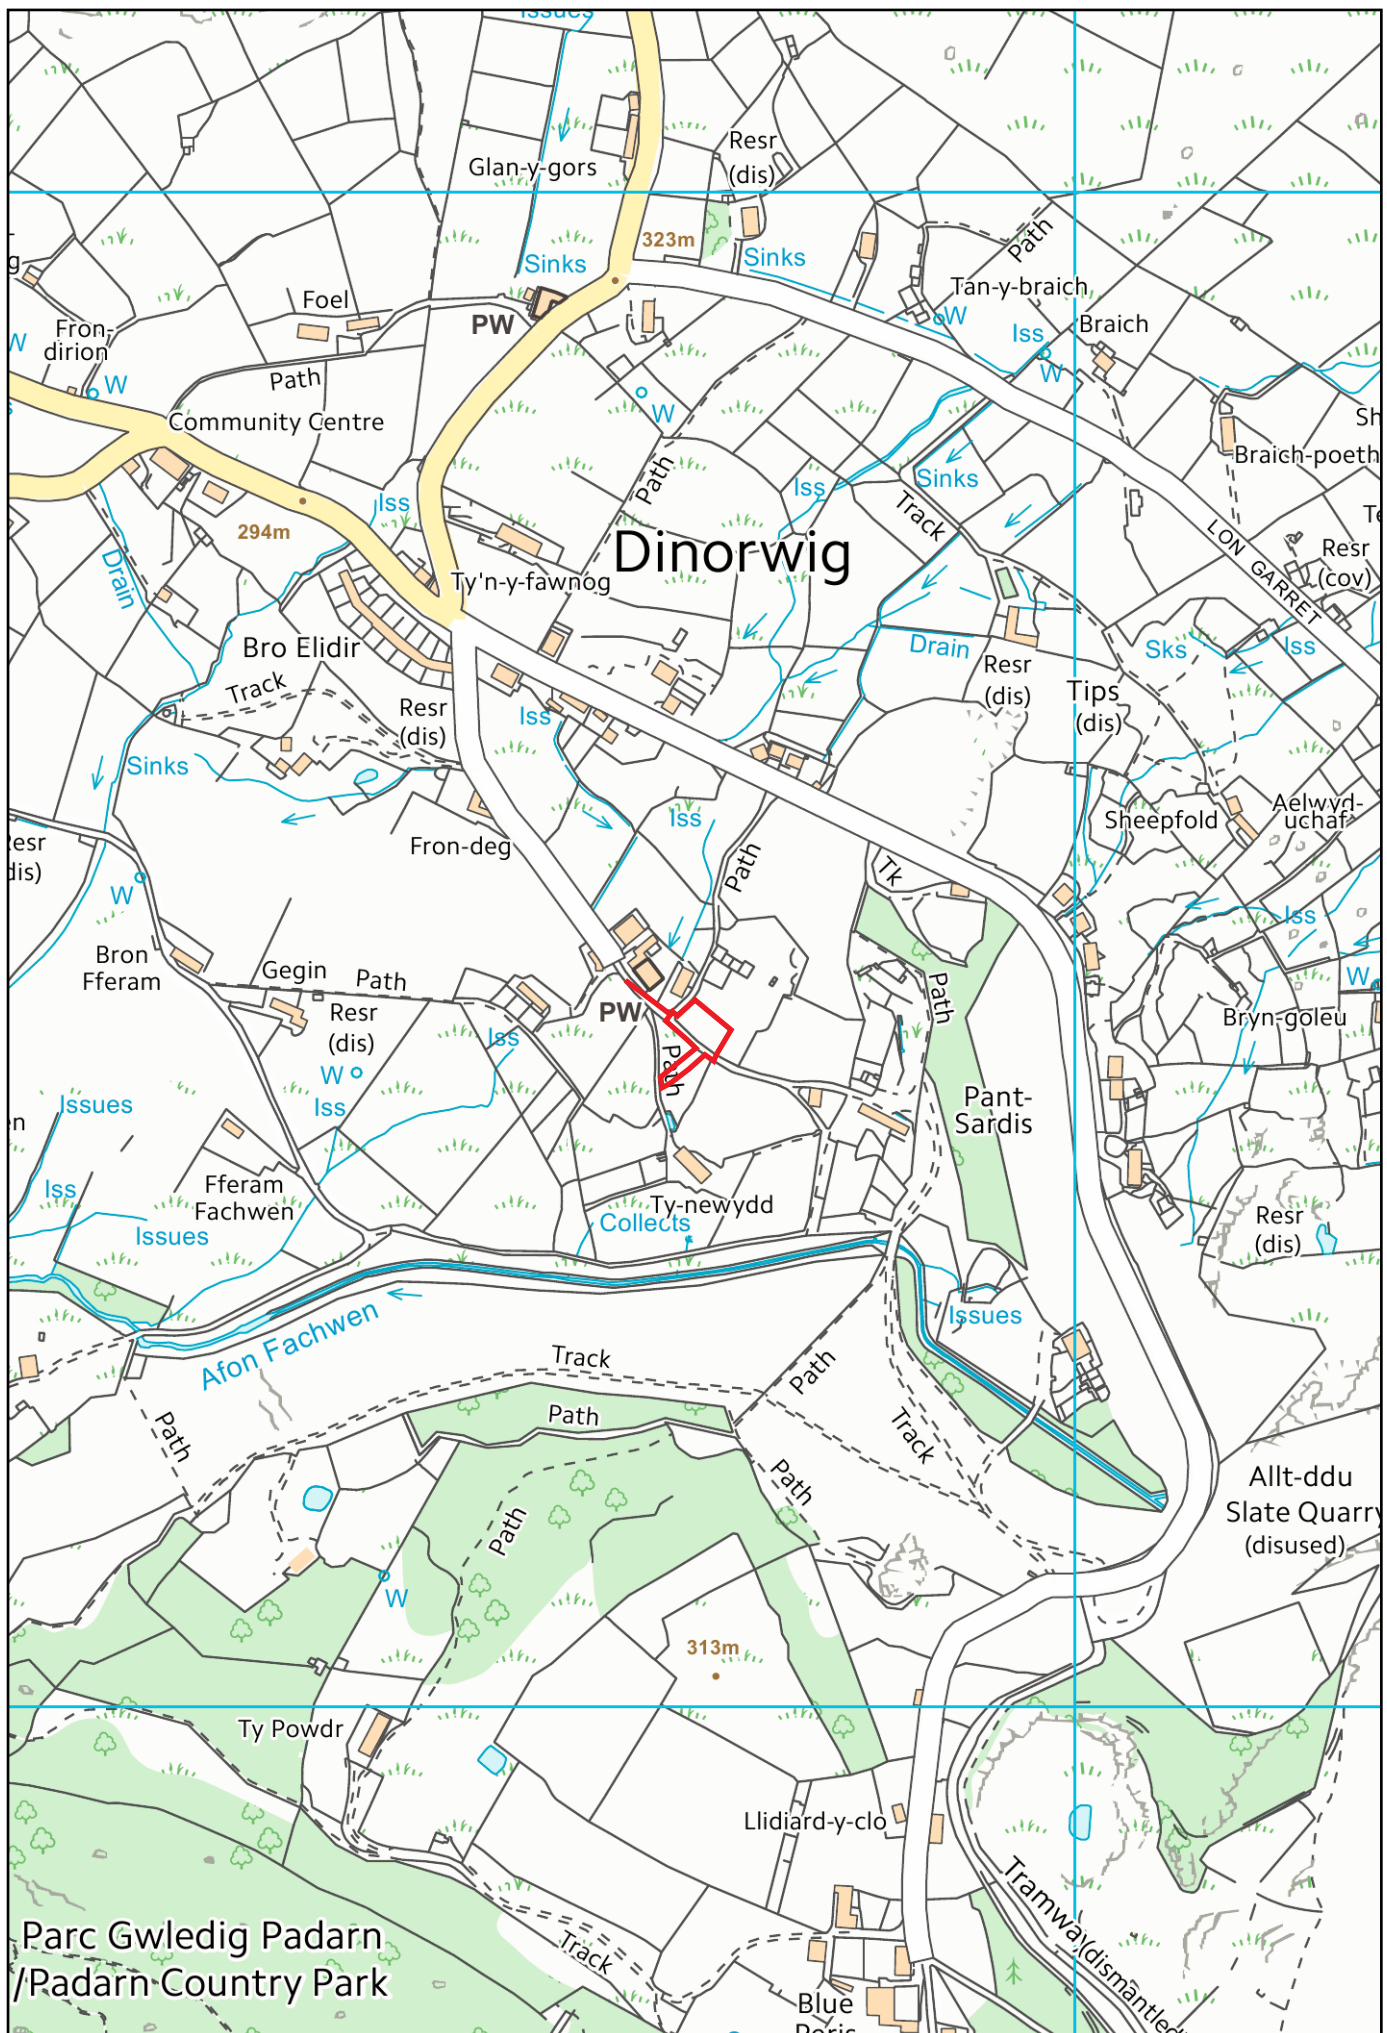 Issues
Glan-y-gors
Resr
(dis)
323m
Sinks
Sinks
Path
Tan-y-braich
Foel
PW
W
Iss
Braich
W
Fron-
dirion
W
W
Path
W
Community Centre
Braich-poeth
Path
Iss
Sinks
Iss
Track
294m
Dinorwig
LON GARRET
Resr
(cov)
Drain
Ty'n-y-fawnog
Bro Elidir
Drain
Resr
(dis)
Sks
Iss
Track
Tips
(dis)
Resr
(dis)
Iss
Sinks
Iss
Sheepfold
Aelwyd-
uchaf
Fron-deg
Path
Tk
Resr
dis)
W
Iss
Bron
Fferam
Gegin
Path
Path
W
PW
Resr
(dis)
Iss
Bryn-goleu
W
Path
Iss
Issues
Pant-
Sardis
Fferam
Fachwen
Iss
Ty-newydd
Collects
Issues
Resr
(dis)
Issues
Afon Fachwen
Track
Path
Path
Path
Track
Path
Allt-ddu
Slate Quarry
(disused)
Path
W
313m
Ty Powdr
Llidiard-y-clo
Tramway (dismantled
Parc Gwledig Padarn
/Padarn Country Park
Track
Blue
Peris